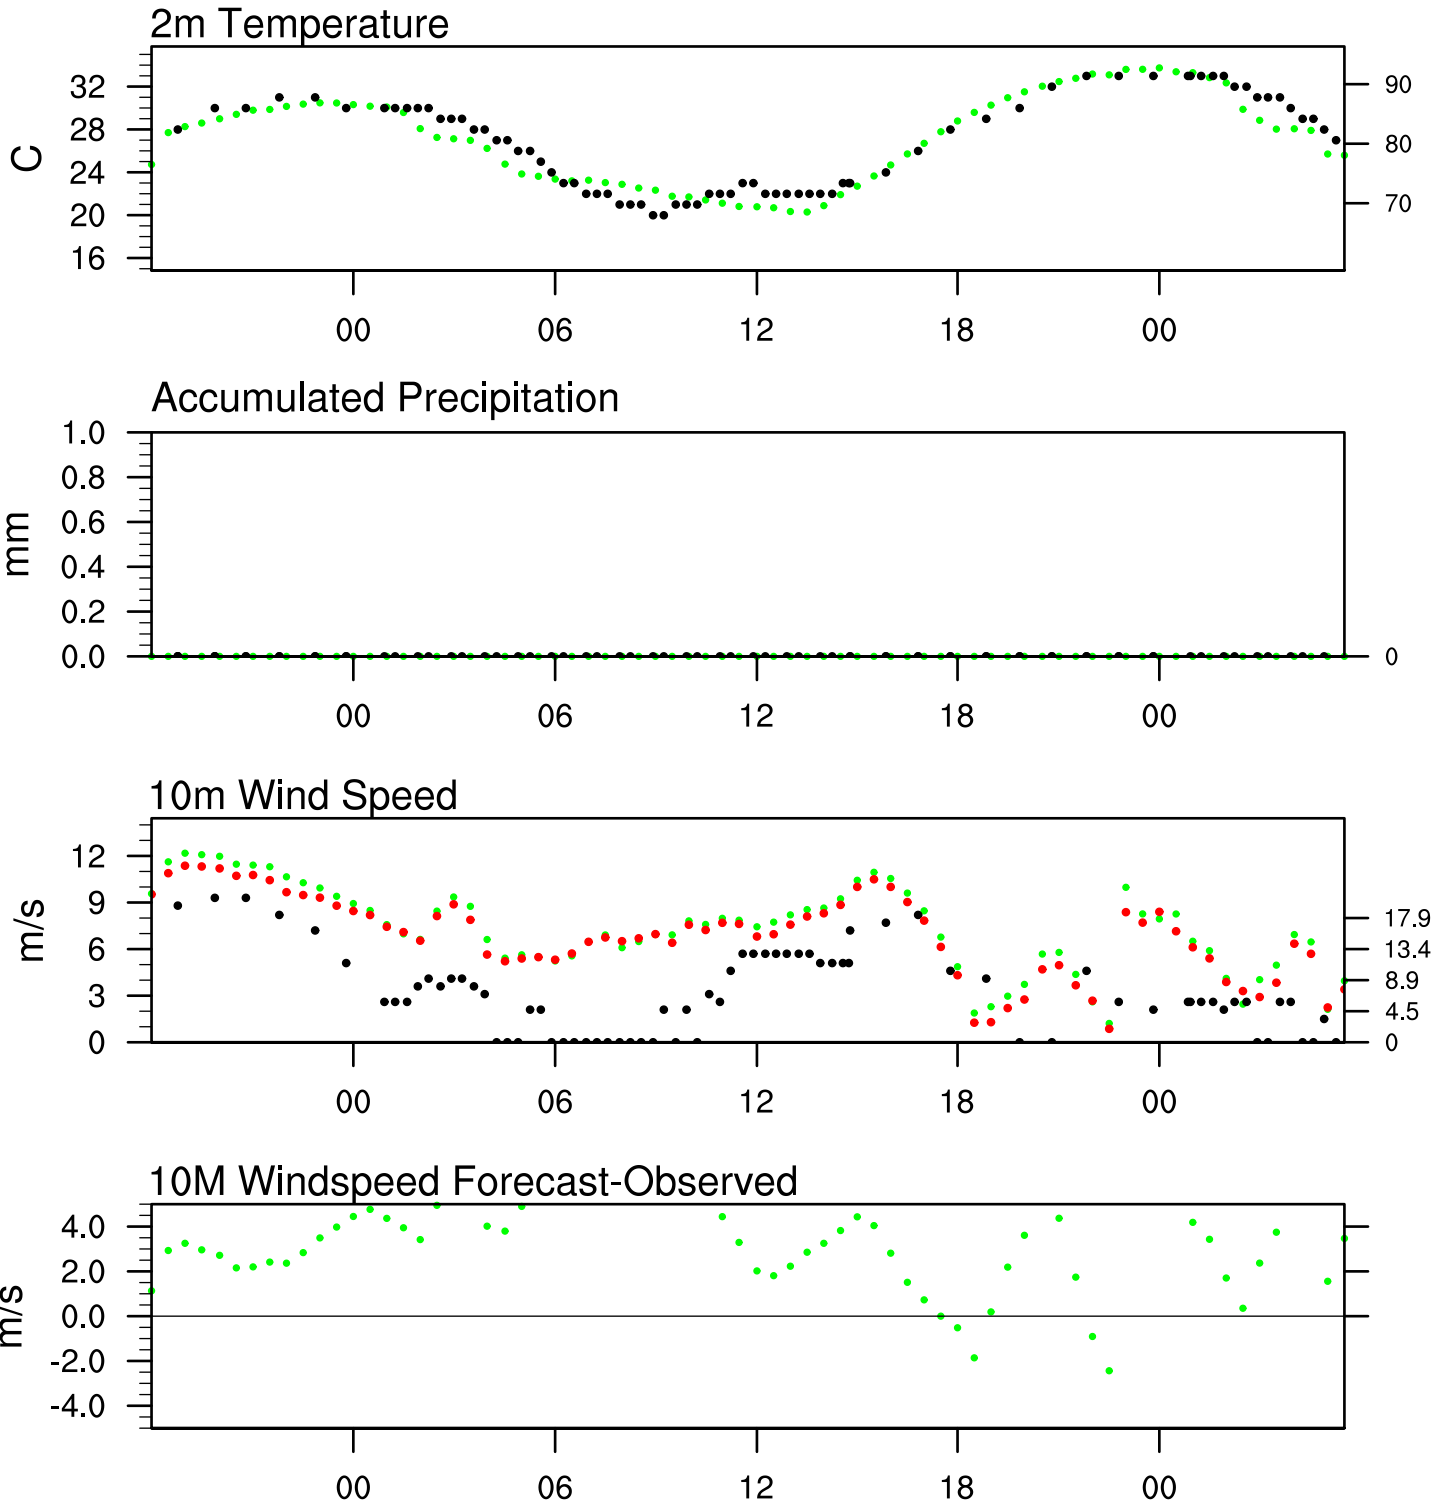 2m Temperature
32
28
24
20
16
C
90
80
70
00 06 12 18 00
Accumulated Precipitation
1.0
0.8
0.6
0.4
0.2
0.0
mm
0
00 06 12 18 00
10m Wind Speed
12
9
6
3
0
m/s
17.9
13.4
8.9
4.5
0
00 06 12 18 00
10M Windspeed Forecast-Observed
4.0
2.0
0.0
-2.0
-4.0
m/s
00 06 12 18 00